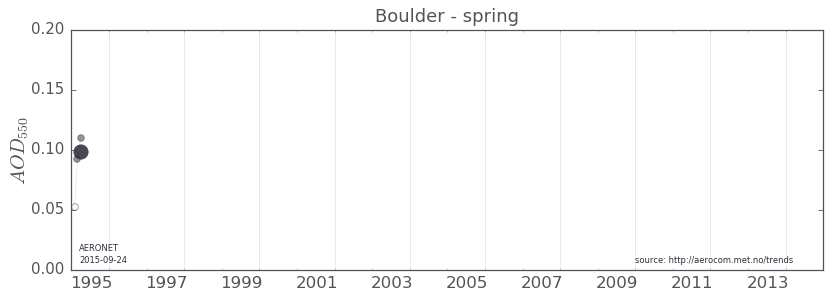 Boulder - spring
0.20
0.15
0.10
0.05
0.00
AOD550
AERONET
2015-09-24
source: http://aerocom.met.no/trends
1995 1997 1999 2001 2003 2005 2007 2009 2011 2013